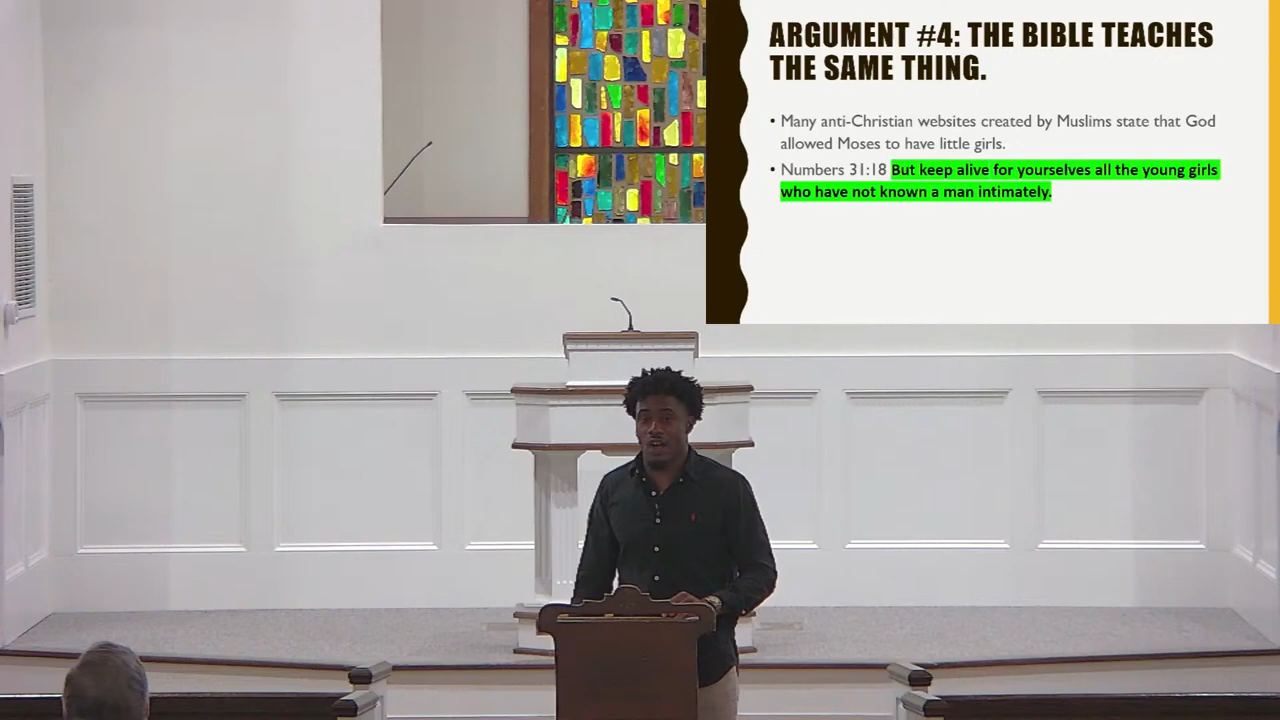 ARGUMENT #4: THE BIBLE TEACHES
THE SAME THING.
• Many anti-Christian websites created by Muslims state that God
allowed Moses to have little girls.
• Numbers 31:18 But keep alive for yourselves all the young girls
who have not known a man intimately.